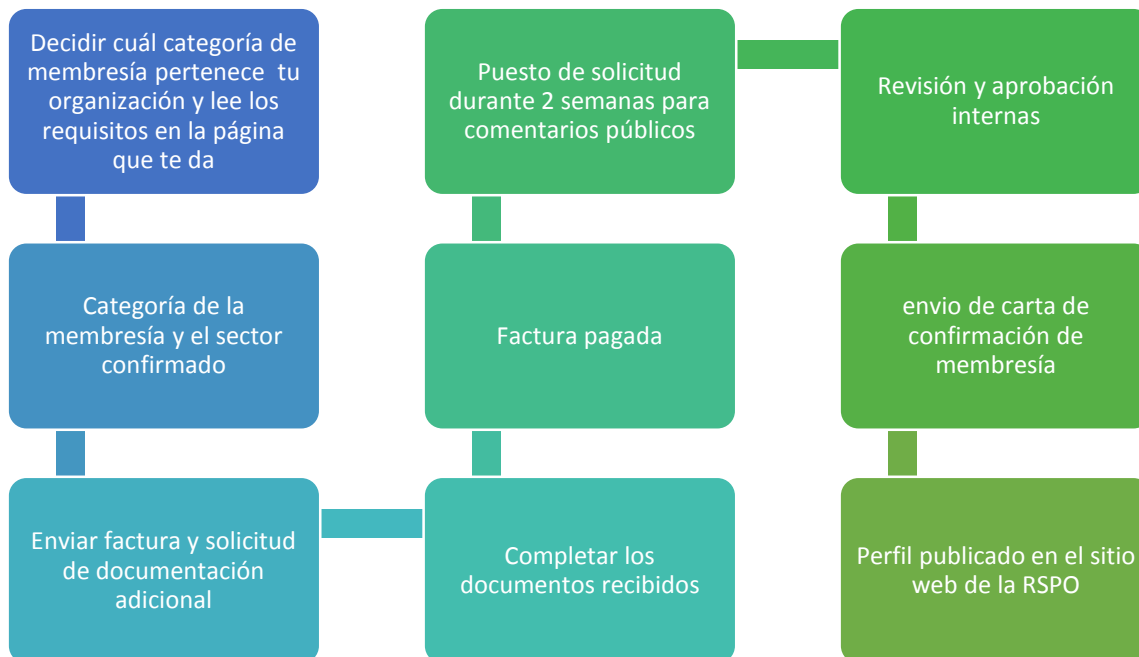 Decidir cuál categoría de
membresía pertenece tu
organización y lee los
requisitos en la página
que te da
Categoría de la
membresía y el sector
confirmado
Enviar factura y solicitud
de documentación
adicional
Completar los
documentos recibidos
Factura pagada
Puesto de solicitud
durante 2 semanas para
comentarios públicos
Revisión y aprobación
internas
envio de carta de
confirmación de
membresía
Perfil publicado en el sitio
web de la RSPO